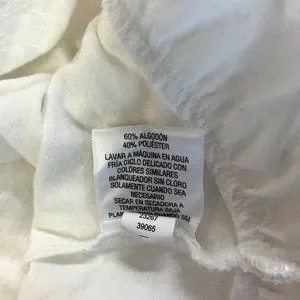 60% ALGODÓN
40% POLIÉSTER
LAVAR A MÁQUINA EN AGUA
FRÍA CICLO DELICADO CON
COLORES SIMILARES
BLANQUEADOR SIN CLORO
SOLAMENTE CUANDO SEA
NECESARIO
SECAR EN SECADORA A
TEMPERATURA BAJA
39065